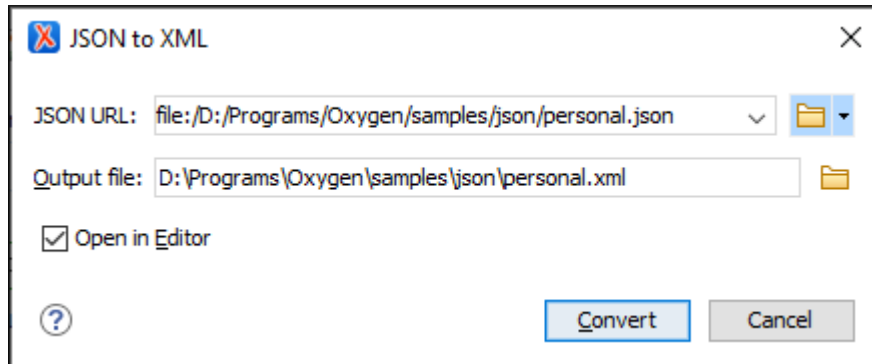 JSON to XML
JSON URL: file:/D:/Programs/Oxygen/samples/json/personal.json
Output file: D:\Programs\Oxygen\samples\json\personal.xml
Open in Editor
? Convert Cancel